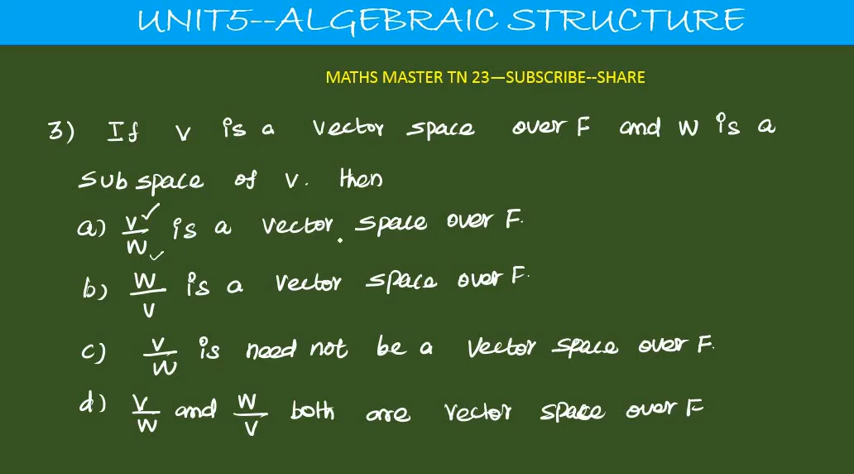 UNIT5--ALGEBRAIC STRUCTURE
MATHS MASTER TN 23—SUBSCRIBE--SHARE
3) If V is a vector space over F and W is a
Subspace of V. then
a) V/W is a vector space over F.
b) W/V is a vector space over F.
c) V/W is need not be a vector space over F.
d) V/W and W/V both are vector space over F